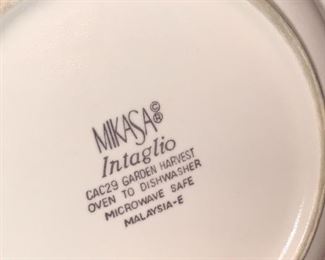 MIKASA©®
Intaglio
CAC29 GARDEN HARVEST
OVEN TO DISHWASHER
MICROWAVE SAFE
MALAYSIA-E